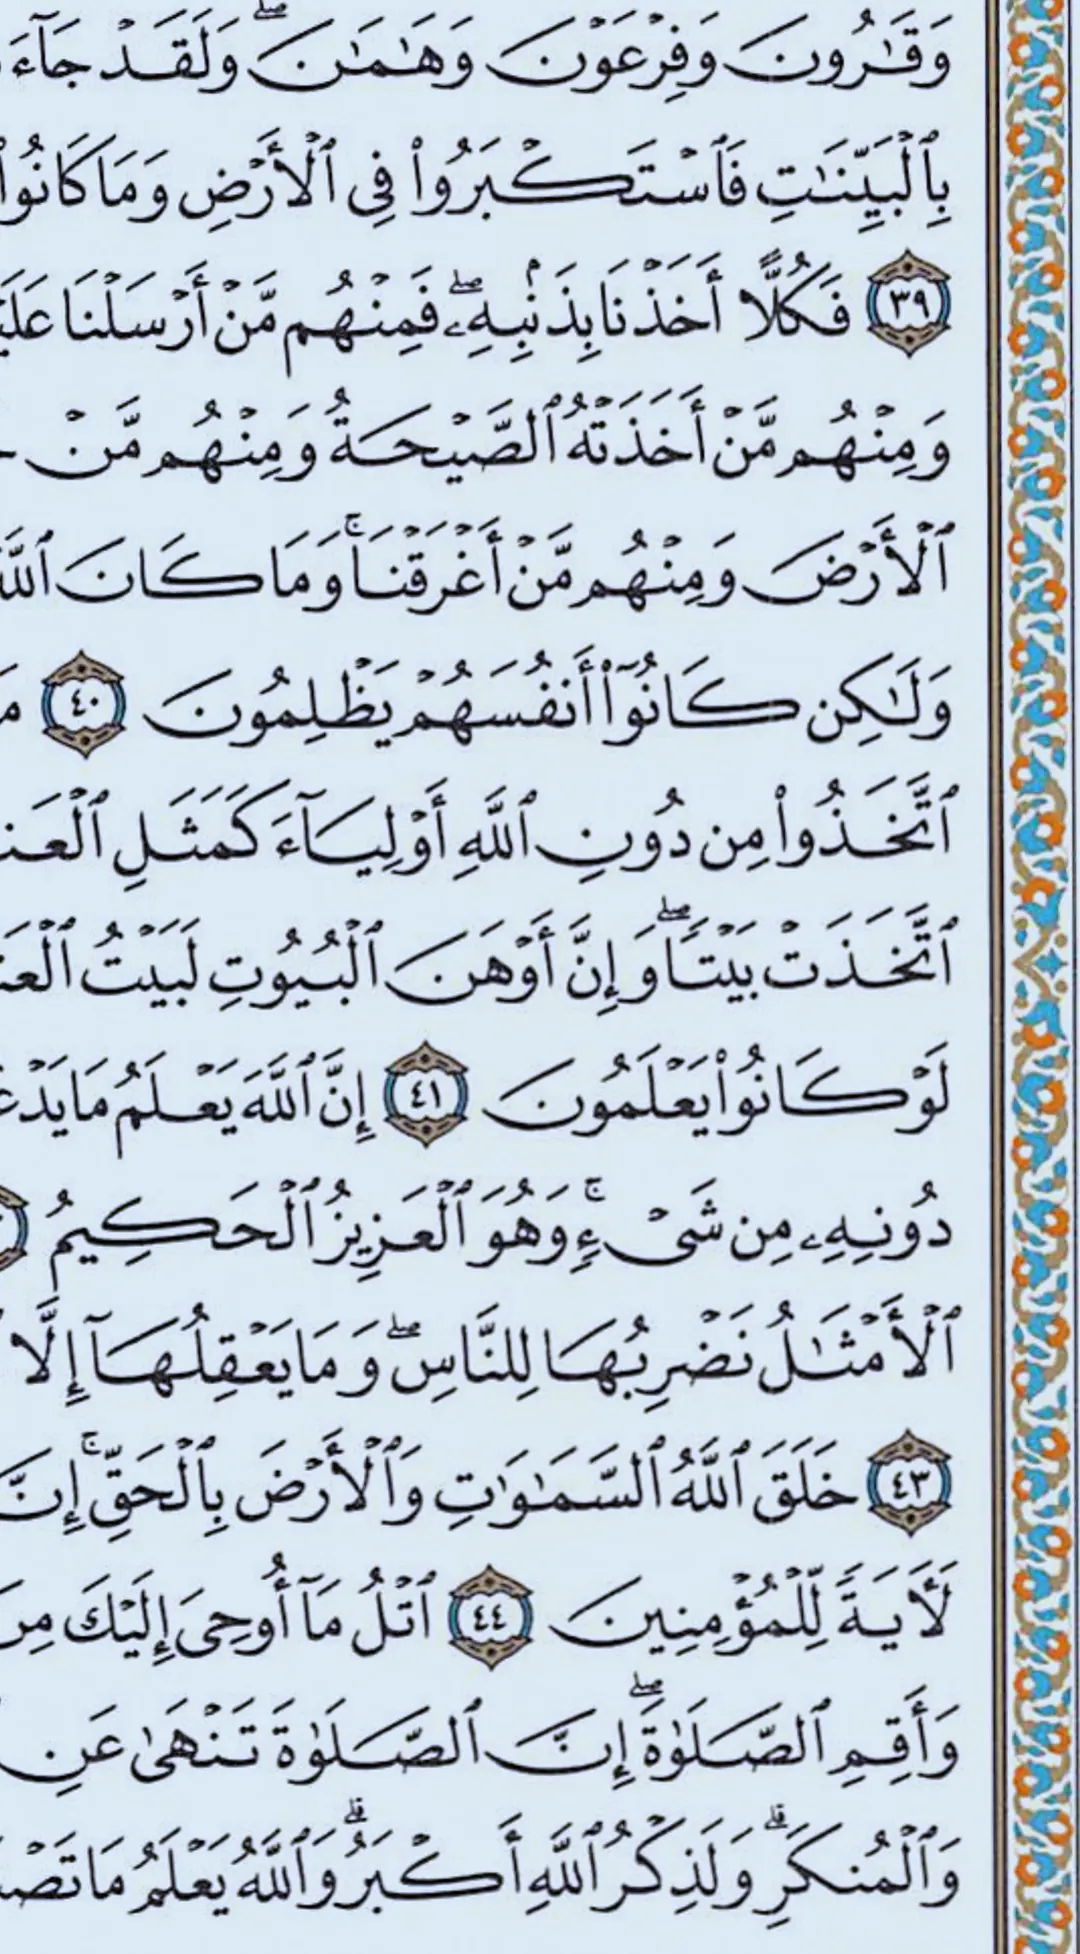 وَقَٰرُونَ وَفِرْعَوْنَ وَهَٰمَٰنَ ۖ وَلَقَدْ جَآءَ
بِٱلْبَيِّنَٰتِ فَٱسْتَكْبَرُوا۟ فِى ٱلْأَرْضِ وَمَا كَانُوا۟
٣٩ فَكُلًّا أَخَذْنَا بِذَنۢبِهِۦ ۖ فَمِنْهُم مَّنْ أَرْسَلْنَا
وَمِنْهُم مَّنْ أَخَذَتْهُ ٱلصَّيْحَةُ وَمِنْهُم مَّنْ
ٱلْأَرْضَ وَمِنْهُم مَّنْ أَغْرَقْنَا ۚ وَمَا كَانَ ٱللَّهُ
وَلَٰكِن كَانُوٓا۟ أَنفُسَهُمْ يَظْلِمُونَ ٤٠
ٱتَّخَذُوا۟ مِن دُونِ ٱللَّهِ أَوْلِيَآءَ كَمَثَلِ
ٱتَّخَذَتْ بَيْتًا ۖ وَإِنَّ أَوْهَنَ ٱلْبُيُوتِ لَبَيْتُ
لَوْ كَانُوا۟ يَعْلَمُونَ ٤١ إِنَّ ٱللَّهَ يَعْلَمُ مَا
دُونِهِۦ مِن شَىْءٍ ۚ وَهُوَ ٱلْعَزِيزُ ٱلْحَكِيمُ
ٱلْأَمْثَٰلُ نَضْرِبُهَا لِلنَّاسِ ۖ وَمَا يَعْقِلُهَآ إِلَّا
٤٣ خَلَقَ ٱللَّهُ ٱلسَّمَٰوَٰتِ وَٱلْأَرْضَ بِٱلْحَقِّ ۚ إِنَّ
لَءَايَةً لِّلْمُؤْمِنِينَ ٤٤ ٱتْلُ مَآ أُوحِىَ إِلَيْكَ مِنَ
وَأَقِمِ ٱلصَّلَوٰةَ ۖ إِنَّ ٱلصَّلَوٰةَ تَنْهَىٰ عَنِ
وَٱلْمُنكَرِ ۗ وَلَذِكْرُ ٱللَّهِ أَكْبَرُ ۗ وَٱللَّهُ يَعْلَمُ مَا